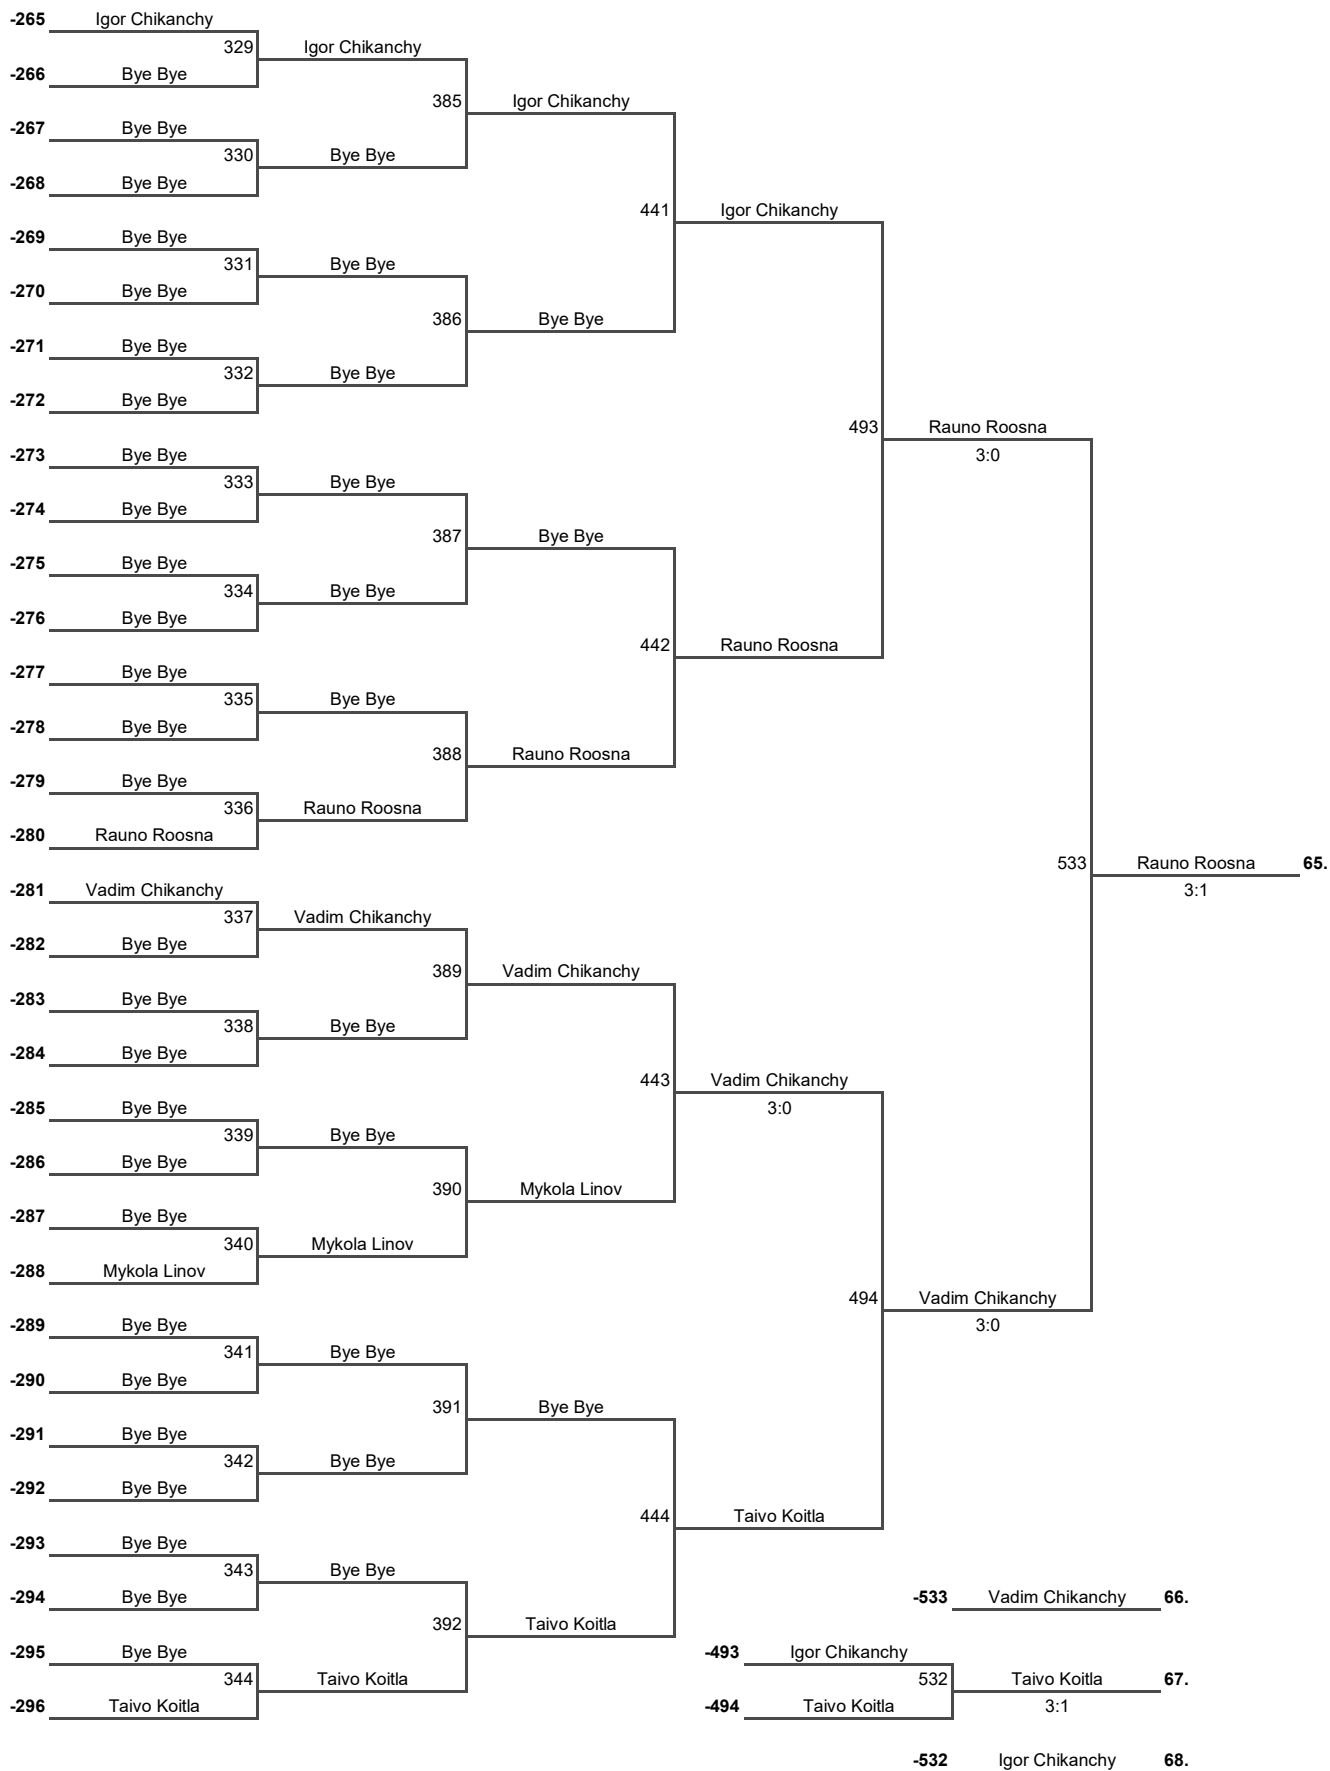 -265 Igor Chikanchy
329 Igor Chikanchy
-266 Bye Bye
385 Igor Chikanchy
-267 Bye Bye
330 Bye Bye
-268 Bye Bye
441 Igor Chikanchy
-269 Bye Bye
331 Bye Bye
-270 Bye Bye
386 Bye Bye
-271 Bye Bye
332 Bye Bye
-272 Bye Bye
493 Rauno Roosna
-273 Bye Bye 3:0
333 Bye Bye
-274 Bye Bye
387 Bye Bye
-275 Bye Bye
334 Bye Bye
-276 Bye Bye
442 Rauno Roosna
-277 Bye Bye
335 Bye Bye
-278 Bye Bye
388 Rauno Roosna
-279 Bye Bye
336 Rauno Roosna
-280 Rauno Roosna
533 Rauno Roosna 65.
-281 Vadim Chikanchy 3:1
337 Vadim Chikanchy
-282 Bye Bye
389 Vadim Chikanchy
-283 Bye Bye
338 Bye Bye
-284 Bye Bye
443 Vadim Chikanchy
-285 Bye Bye 3:0
339 Bye Bye
-286 Bye Bye
390 Mykola Linov
-287 Bye Bye
340 Mykola Linov
-288 Mykola Linov
494 Vadim Chikanchy
-289 Bye Bye 3:0
341 Bye Bye
-290 Bye Bye
391 Bye Bye
-291 Bye Bye
342 Bye Bye
-292 Bye Bye
444 Taivo Koitla
-293 Bye Bye
343 Bye Bye
-294 Bye Bye -533 Vadim Chikanchy 66.
392 Taivo Koitla
-295 Bye Bye -493 Igor Chikanchy
344 Taivo Koitla 532 Taivo Koitla 67.
-296 Taivo Koitla -494 Taivo Koitla 3:1
-532 Igor Chikanchy 68.